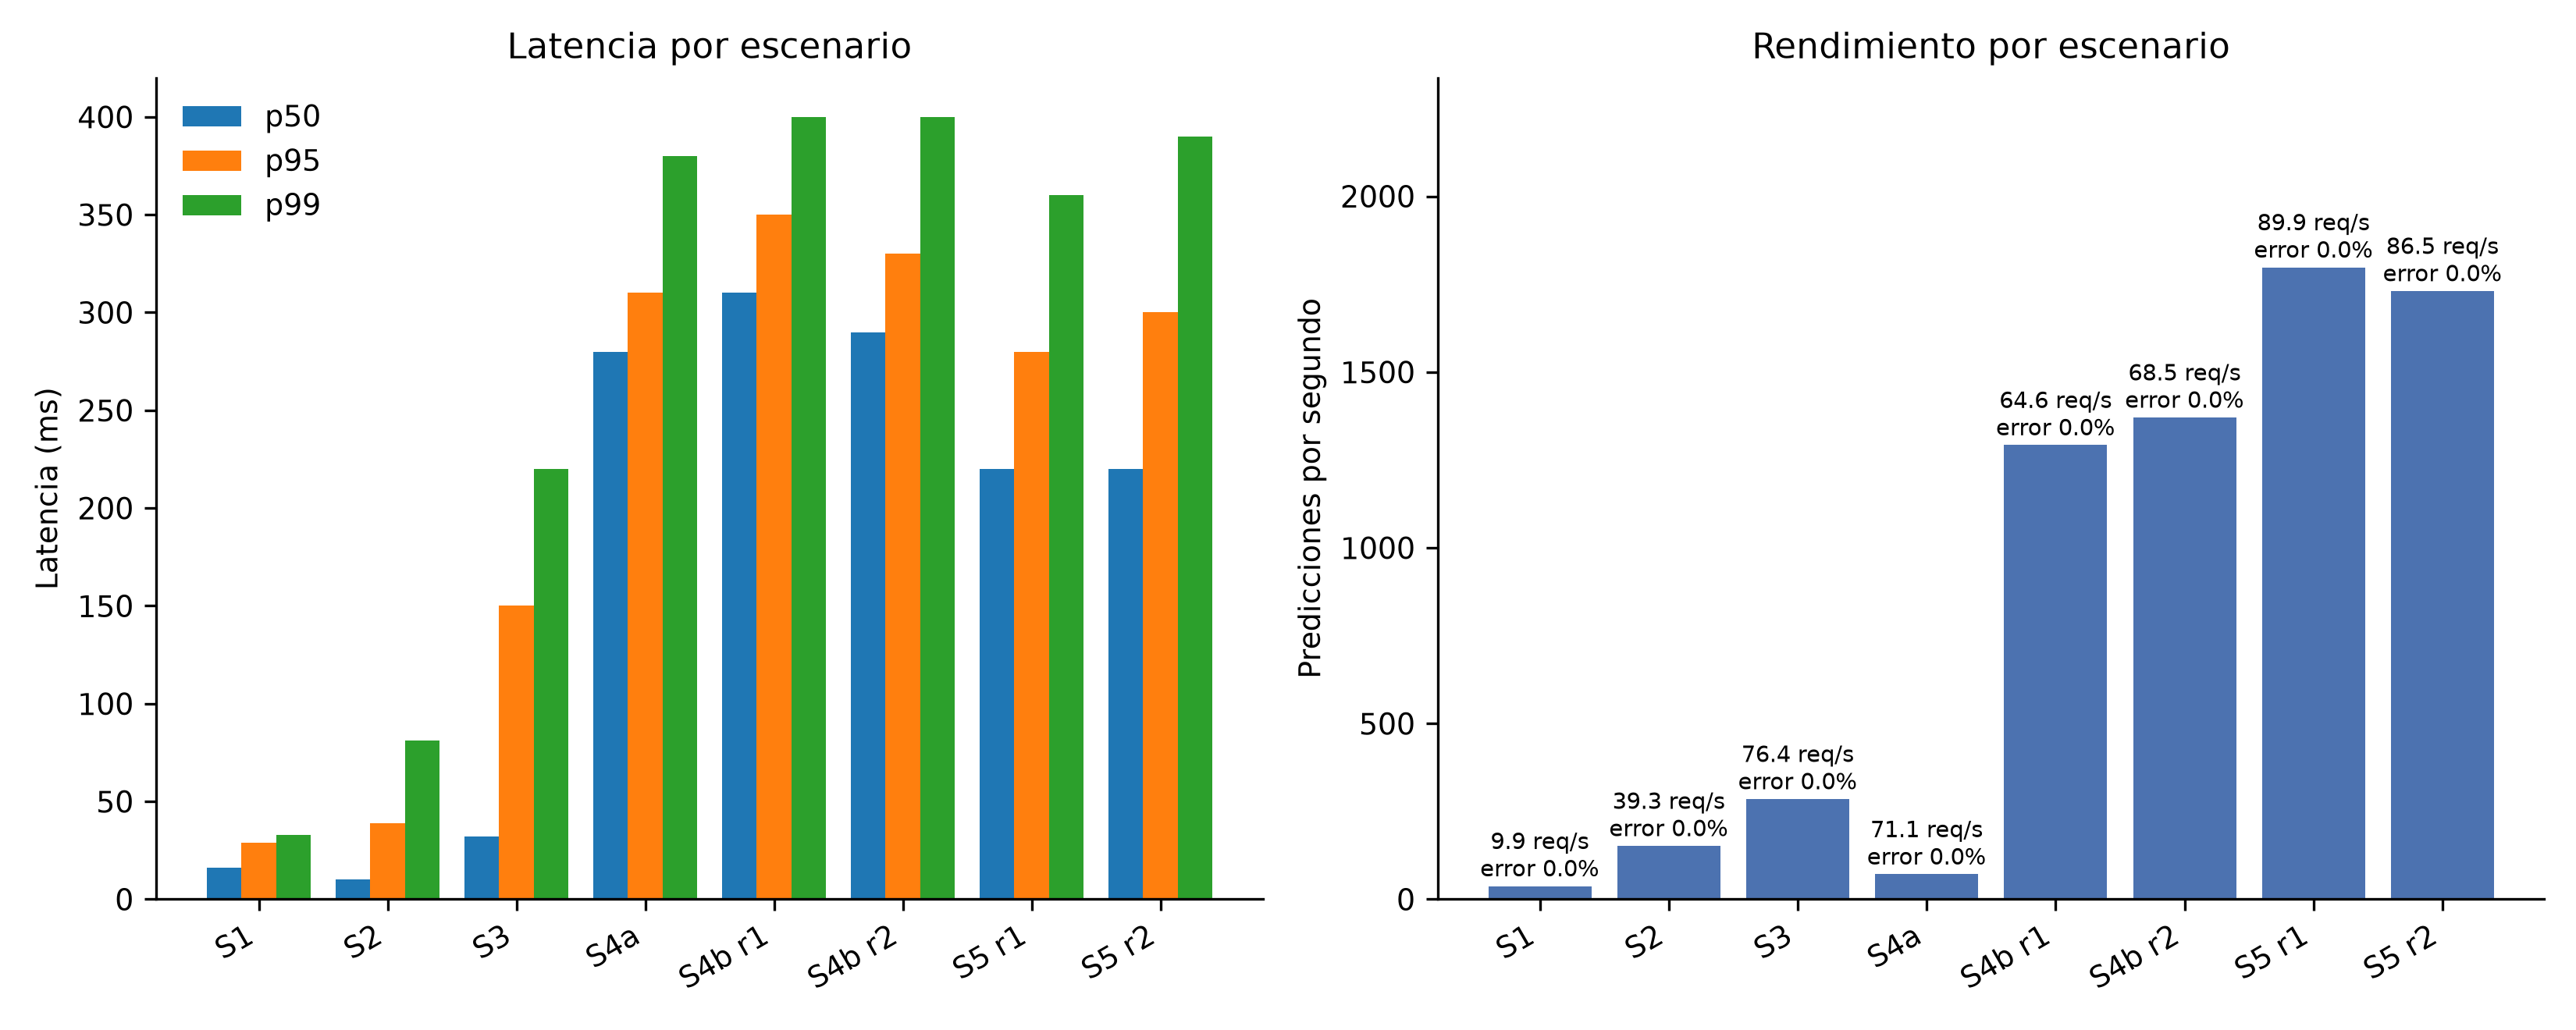 Latencia por escenario
p50
p95
p99
Latencia (ms)
400
350
300
250
200
150
100
50
0
S1
S2
S3
S4a
S4b r1
S4b r2
S5 r1
S5 r2
Rendimiento por escenario
Predicciones por segundo
2000
1500
1000
500
0
9.9 req/s
error 0.0%
39.3 req/s
error 0.0%
76.4 req/s
error 0.0%
71.1 req/s
error 0.0%
64.6 req/s
error 0.0%
68.5 req/s
error 0.0%
89.9 req/s
error 0.0%
86.5 req/s
error 0.0%
S1
S2
S3
S4a
S4b r1
S4b r2
S5 r1
S5 r2